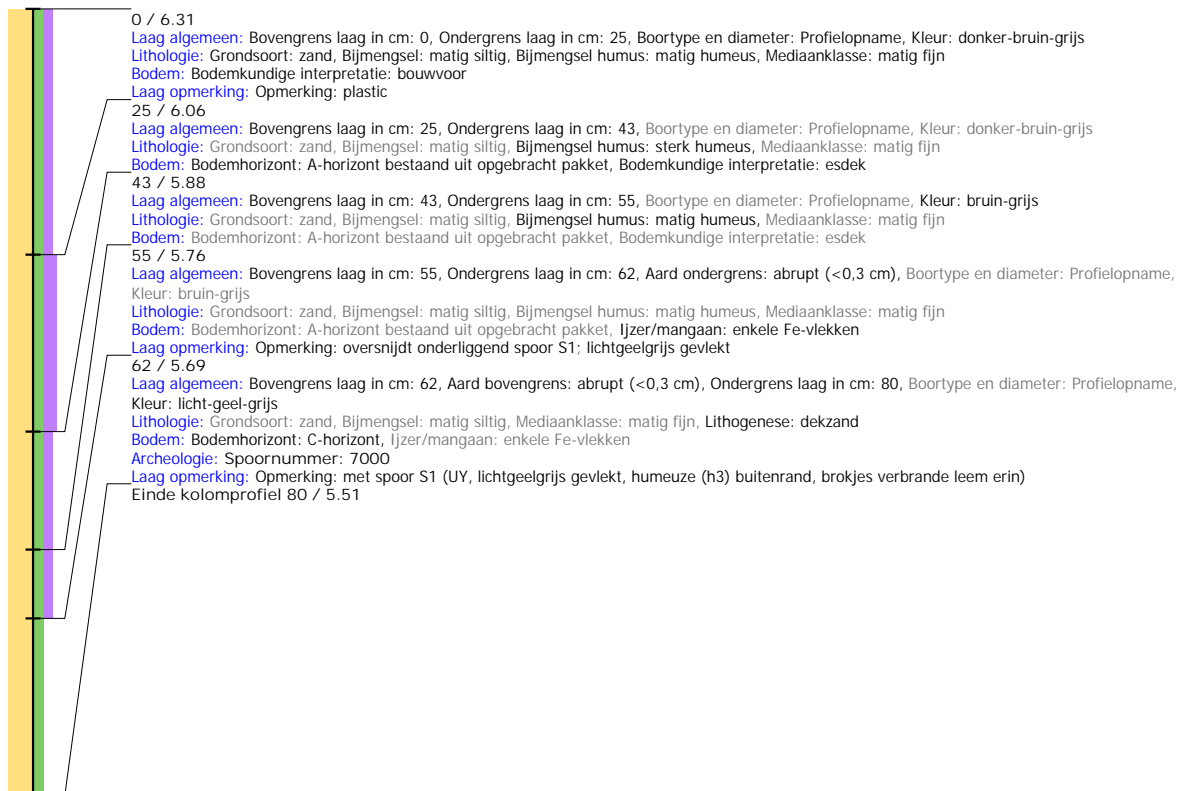 0 / 6.31
Laag algemeen: Bovengrens laag in cm: 0, Ondergrens laag in cm: 25, Boortype en diameter: Profielopname, Kleur: donker-bruin-grijs
Lithologie: Grondsoort: zand, Bijmengsel: matig siltig, Bijmengsel humus: matig humeus, Mediaanklasse: matig fijn
Bodem: Bodemkundige interpretatie: bouwvoor
Laag opmerking: Opmerking: plastic
25 / 6.06
Laag algemeen: Bovengrens laag in cm: 25, Ondergrens laag in cm: 43, Boortype en diameter: Profielopname, Kleur: donker-bruin-grijs
Lithologie: Grondsoort: zand, Bijmengsel: matig siltig, Bijmengsel humus: sterk humeus, Mediaanklasse: matig fijn
Bodem: Bodemhorizont: A-horizont bestaand uit opgebracht pakket, Bodemkundige interpretatie: esdek
43 / 5.88
Laag algemeen: Bovengrens laag in cm: 43, Ondergrens laag in cm: 55, Boortype en diameter: Profielopname, Kleur: bruin-grijs
Lithologie: Grondsoort: zand, Bijmengsel: matig siltig, Bijmengsel humus: matig humeus, Mediaanklasse: matig fijn
Bodem: Bodemhorizont: A-horizont bestaand uit opgebracht pakket, Bodemkundige interpretatie: esdek
55 / 5.76
Laag algemeen: Bovengrens laag in cm: 55, Ondergrens laag in cm: 62, Aard ondergrens: abrupt (<0,3 cm), Boortype en diameter: Profielopname,
Kleur: bruin-grijs
Lithologie: Grondsoort: zand, Bijmengsel: matig siltig, Bijmengsel humus: matig humeus, Mediaanklasse: matig fijn
Bodem: Bodemhorizont: A-horizont bestaand uit opgebracht pakket, Ijzer/mangaan: enkele Fe-vlekken
Laag opmerking: Opmerking: oversnijdt onderliggend spoor S1; lichtgeelgrijs gevlekt
62 / 5.69
Laag algemeen: Bovengrens laag in cm: 62, Aard bovengrens: abrupt (<0,3 cm), Ondergrens laag in cm: 80, Boortype en diameter: Profielopname,
Kleur: licht-geel-grijs
Lithologie: Grondsoort: zand, Bijmengsel: matig siltig, Mediaanklasse: matig fijn, Lithogenese: dekzand
Bodem: Bodemhorizont: C-horizont, Ijzer/mangaan: enkele Fe-vlekken
Archeologie: Spoornummer: 7000
Laag opmerking: Opmerking: met spoor S1 (UY, lichtgeelgrijs gevlekt, humeuze (h3) buitenrand, brokjes verbrande leem erin)
Einde kolomprofiel 80 / 5.51